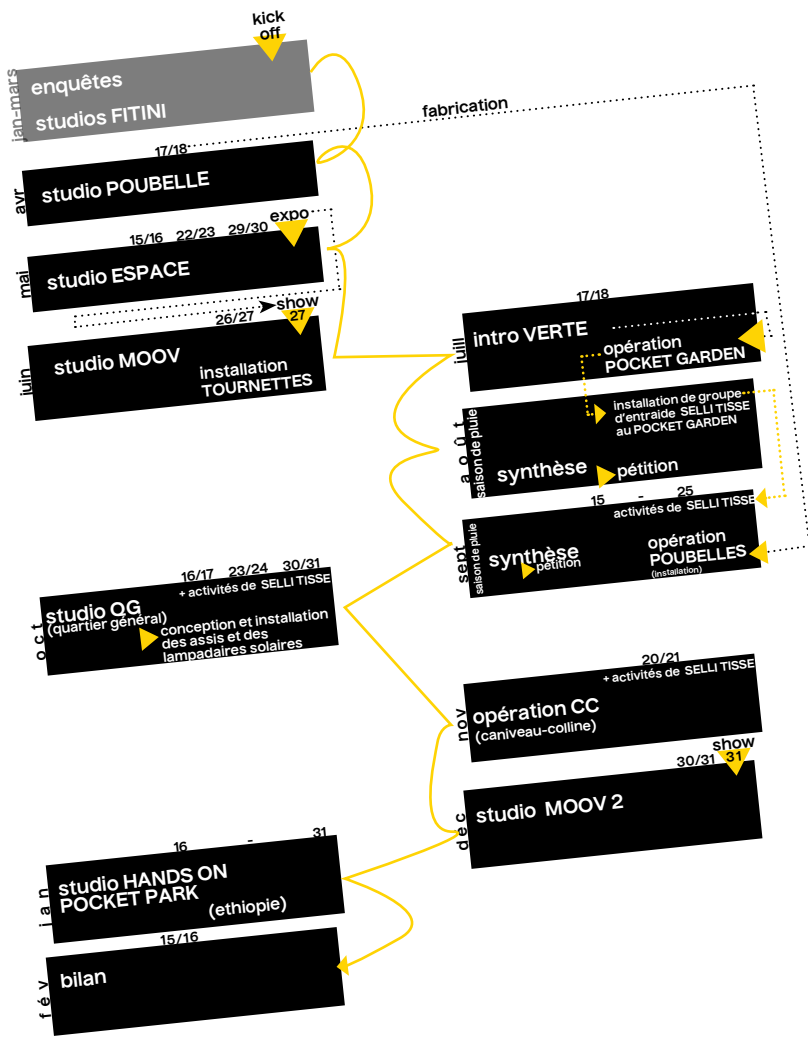 kick
off
jan-mars
enquêtes
studios FITINI
fabrication
17/18
avr
studio POUBELLE
expo
15/16 22/23 29/30
mai
studio ESPACE
show
26/27 27
juin
studio MOOV
installation
TOURNETTES
17/18
juill
intro VERTE
opération
POCKET GARDEN
août
saison de pluie
installation de groupe
d'entraide SELLI TISSE
au POCKET GARDEN
synthèse
pétition
15 - 25
activités de SELLI TISSE
sept
saison de pluie
synthèse
pétition
opération
POUBELLES
(installation)
16/17 23/24 30/31
+ activités de SELLI TISSE
oct
studio QG
(quartier général)
conception et installation
des assis et des
lampadaires solaires
20/21
+ activités de SELLI TISSE
nov
opération CC
(caniveau-colline)
show
30/31 31
déc
studio MOOV 2
16 - 31
jan
studio HANDS ON
POCKET PARK
(ethiopie)
15/16
fév
bilan